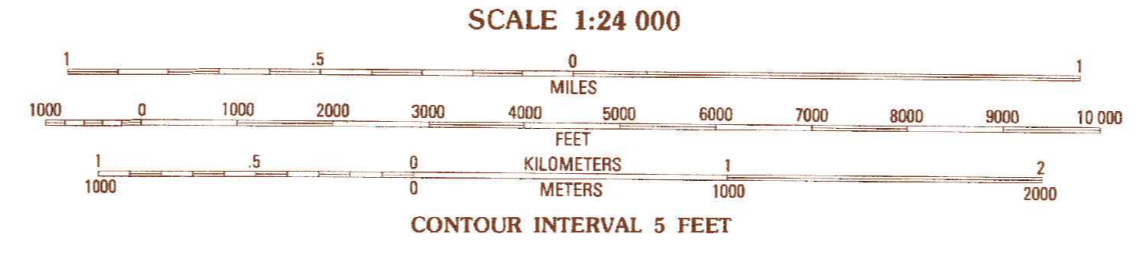 SCALE 1:24 000
1 .5 0 1
MILES
1000 0 1000 2000 3000 4000 5000 6000 7000 8000 9000 10 000
FEET
1 .5 0 KILOMETERS 1 2
1000 0 METERS 1000 2000
CONTOUR INTERVAL 5 FEET